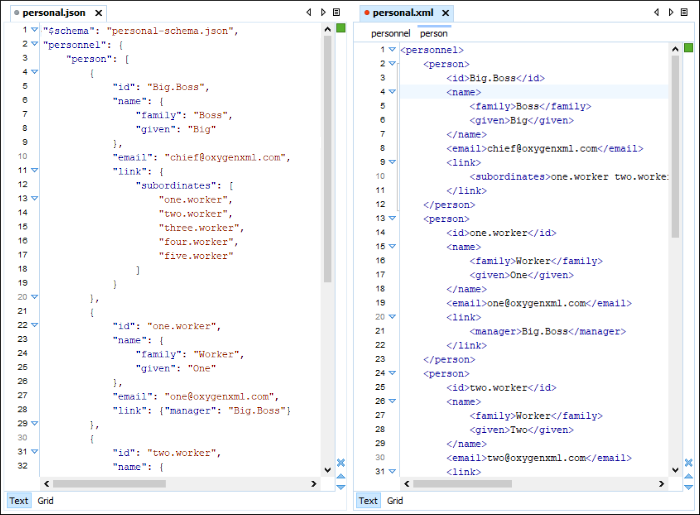 personal.json
1 "$schema": "personal-schema.json",
2 "personnel": {
3 "person": [
4 {
5 "id": "Big.Boss",
6 "name": {
7 "family": "Boss",
8 "given": "Big"
9 },
10 "email": "chief@oxygenxml.com",
11 "link": {
12 "subordinates": [
13 "one.worker",
14 "two.worker",
15 "three.worker",
16 "four.worker",
17 "five.worker"
18 ]
19 }
20 },
21 {
22 "id": "one.worker",
23 "name": {
24 "family": "Worker",
25 "given": "One"
26 },
27 "email": "one@oxygenxml.com",
28 "link": {"manager": "Big.Boss"}
29 },
30 {
31 "id": "two.worker",
32 "name": {
Text Grid
personal.xml
personnel person
1 <personnel>
2 <person>
3 <id>Big.Boss</id>
4 <name>
5 <family>Boss</family>
6 <given>Big</given>
7 </name>
8 <email>chief@oxygenxml.com</email>
9 <link>
10 <subordinates>one.worker two.worke
11 </link>
12 </person>
13 <person>
14 <id>one.worker</id>
15 <name>
16 <family>Worker</family>
17 <given>One</given>
18 </name>
19 <email>one@oxygenxml.com</email>
20 <link>
21 <manager>Big.Boss</manager>
22 </link>
23 </person>
24 <person>
25 <id>two.worker</id>
26 <name>
27 <family>Worker</family>
28 <given>Two</given>
29 </name>
30 <email>two@oxygenxml.com</email>
31 <link>
Text Grid